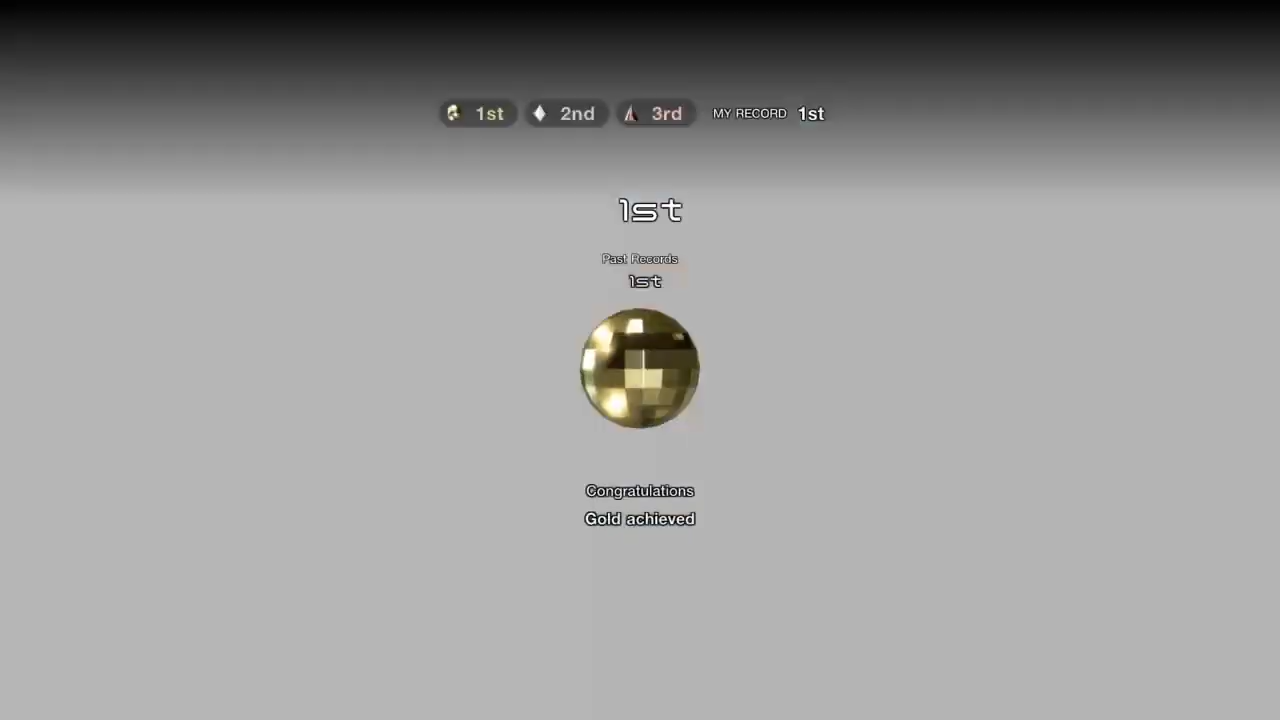 1st 2nd 3rd MY RECORD 1st
1st
Past Records
1st
Congratulations
Gold achieved